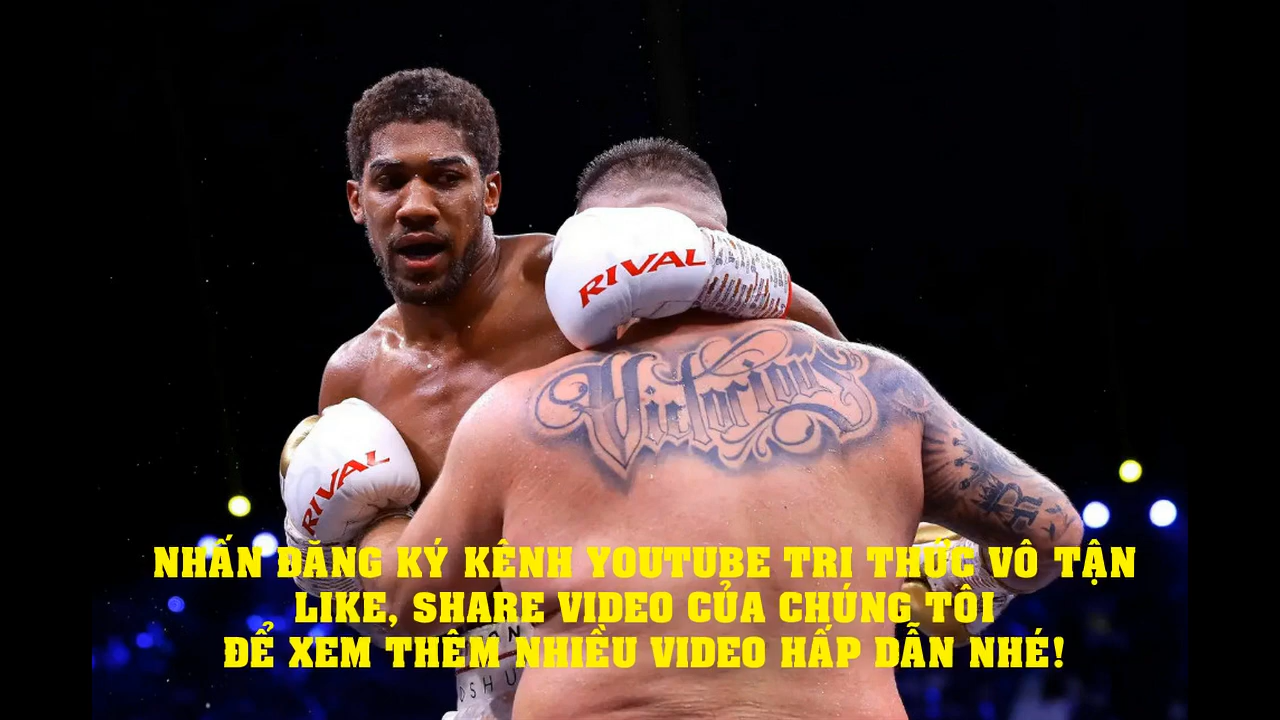 RIVAL
Victorious
RIVAL
NHẤN ĐĂNG KÝ KÊNH YOUTUBE TRI THỨC VÔ TẬN
LIKE, SHARE VIDEO CỦA CHÚNG TÔI
ĐỂ XEM THÊM NHIỀU VIDEO HẤP DẪN NHÉ!